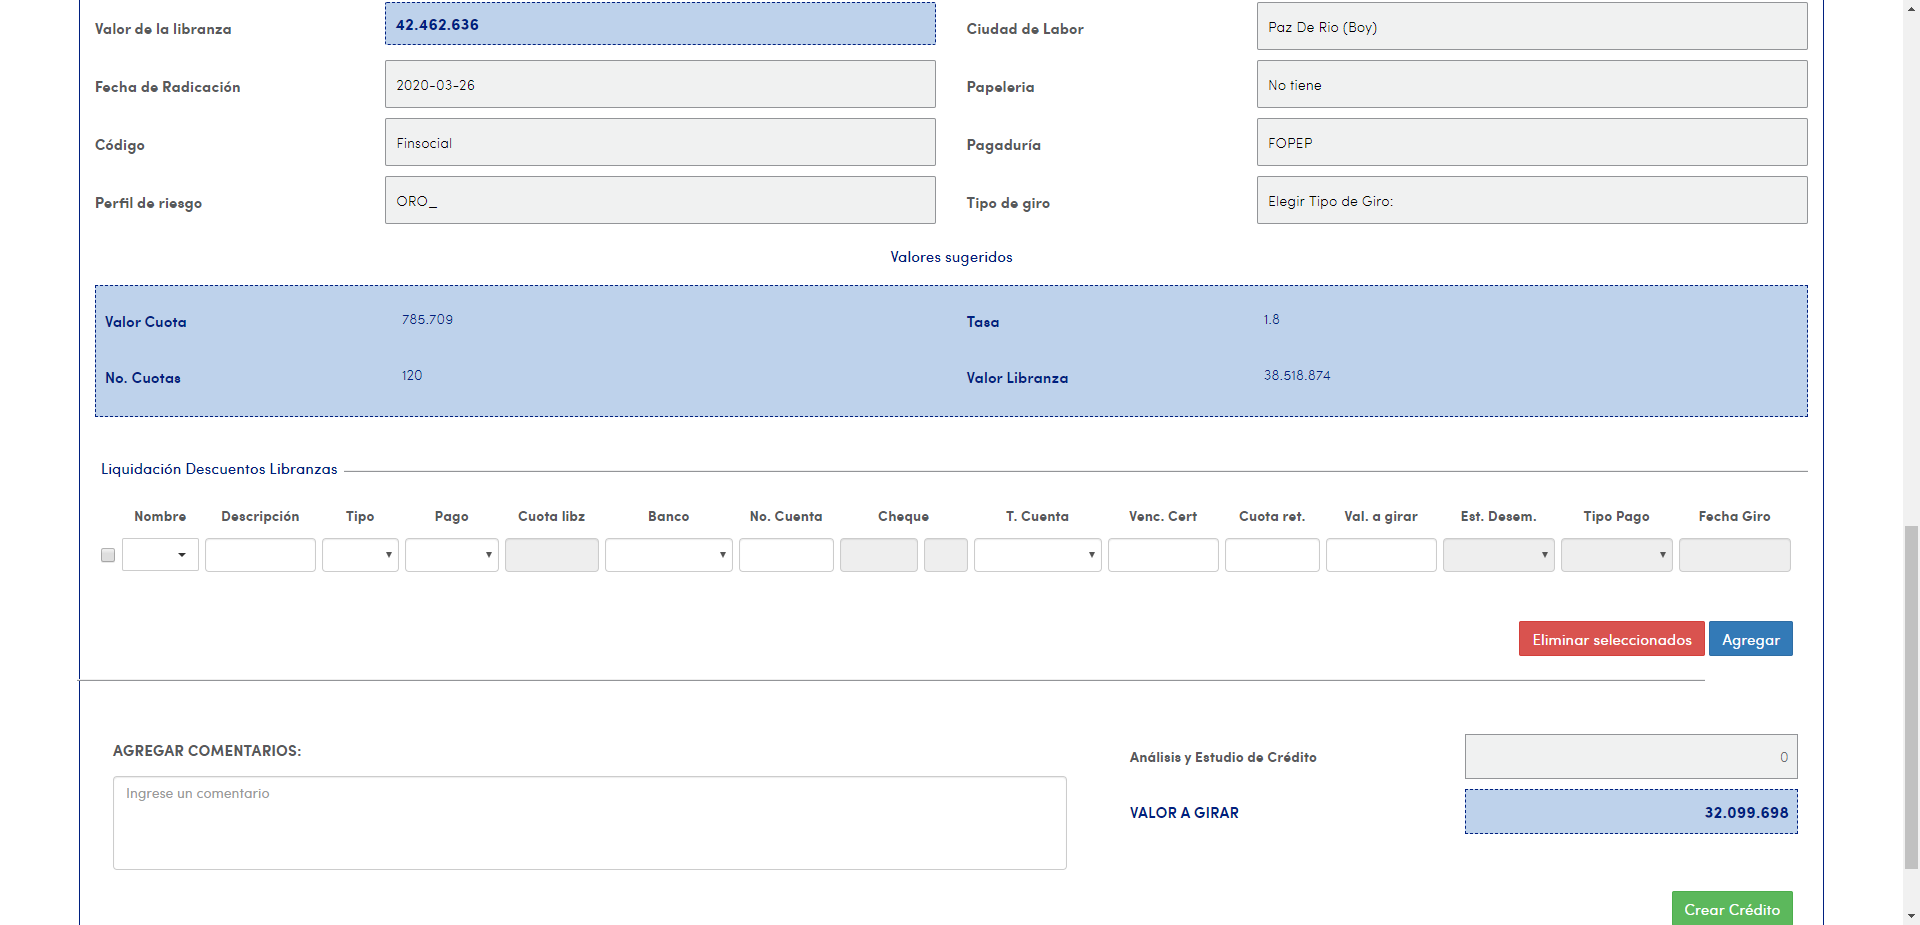 Valor de la libranza 42.462.636 Ciudad de Labor Paz De Rio (Boy)
Fecha de Radicación 2020-03-26 Papeleria No tiene
Código Finsocial Pagaduría FOPEP
Perfil de riesgo ORO_ Tipo de giro Elegir Tipo de Giro:
Valores sugeridos
Valor Cuota 785.709 Tasa 1.8
No. Cuotas 120 Valor Libranza 38.518.874
Liquidación Descuentos Libranzas
Nombre Descripción Tipo Pago Cuota libz Banco No. Cuenta Cheque T. Cuenta Venc. Cert Cuota ret. Val. a girar Est. Desem. Tipo Pago Fecha Giro
Eliminar seleccionados Agregar
AGREGAR COMENTARIOS:
Ingrese un comentario
Análisis y Estudio de Crédito 0
VALOR A GIRAR 32.099.698
Crear Crédito